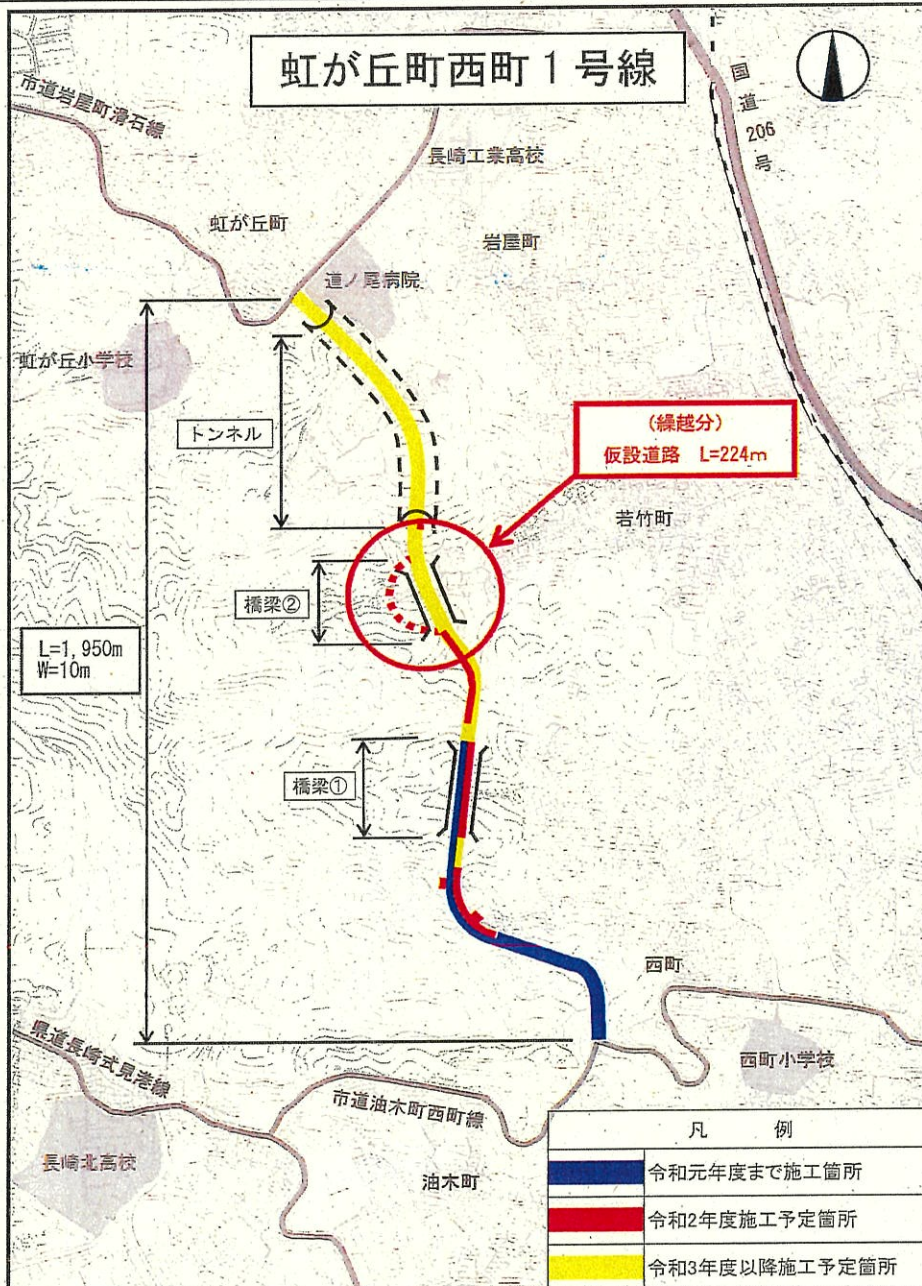 虹が丘町西町1号線
国道206号
市道岩屋町滑石線
長崎工業高校
虹が丘町
岩屋町
道ノ尾病院
虹が丘小学校
トンネル
(繰越分)
仮設道路 L=224m
若竹町
橋梁②
L=1,950m
W=10m
橋梁①
西町
西町小学校
県道長崎式見港線
市道油木町西町線
長崎北高校
油木町
凡例
令和元年度まで施工箇所
令和2年度施工予定箇所
令和3年度以降施工予定箇所